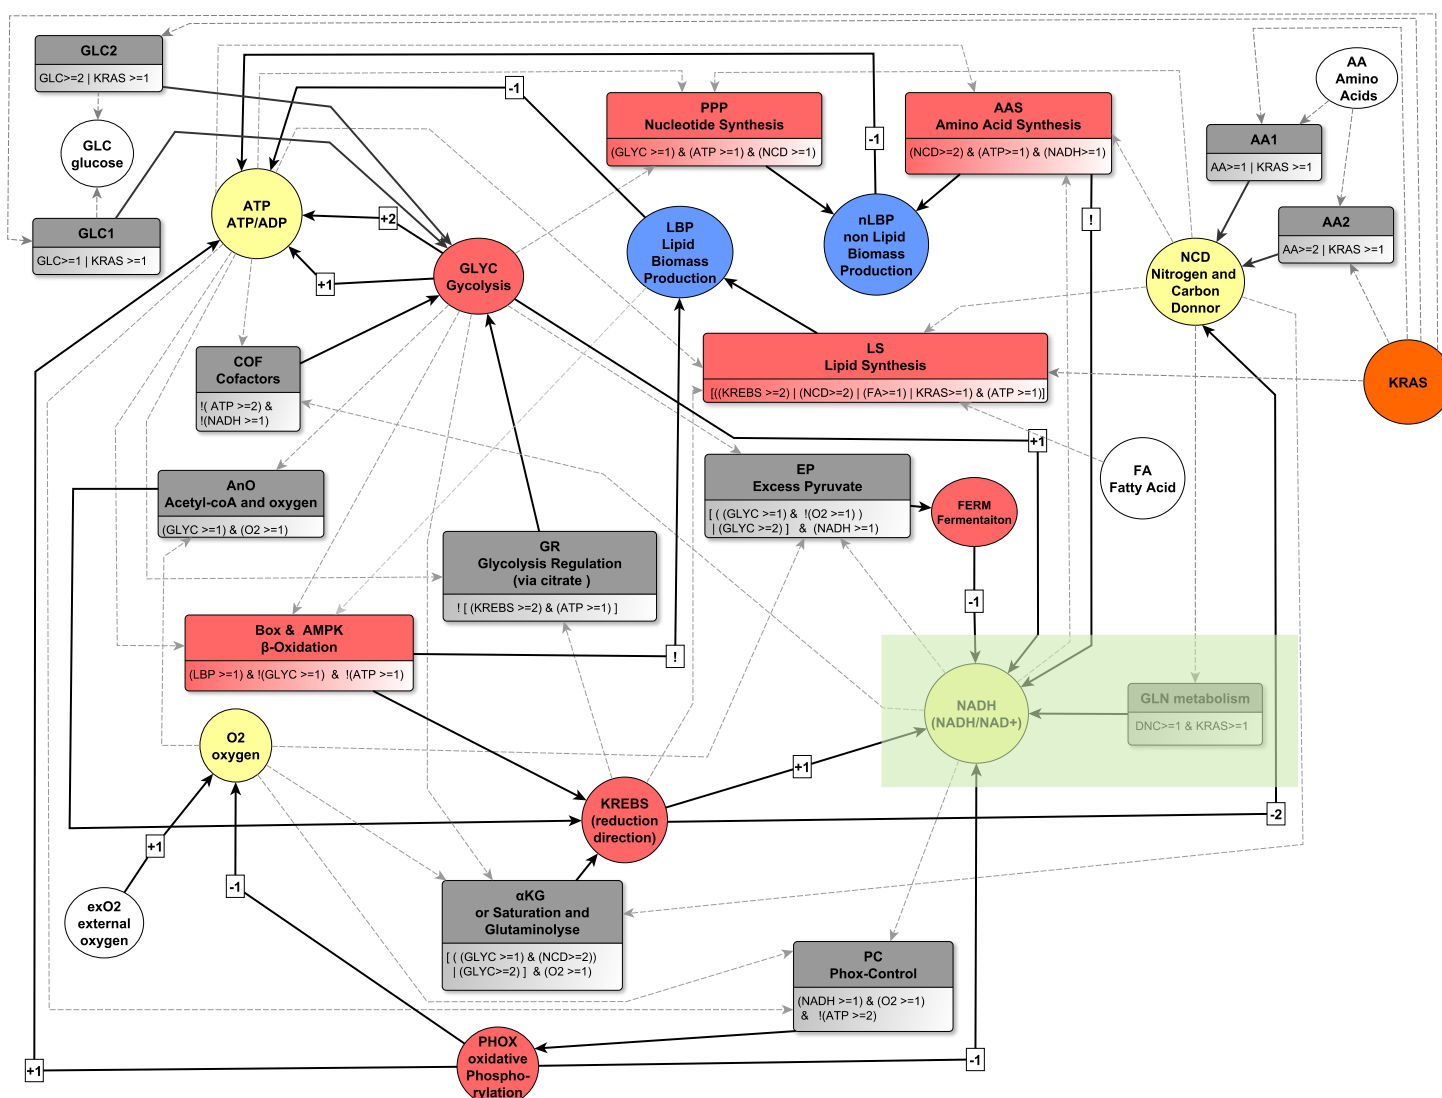 GLC2
GLC>=2 | KRAS >=1
GLC
glucose
GLC1
GLC>=1 | KRAS >=1
ATP
ATP/ADP
-1
+2
+1
GLYC
Gycolysis
PPP
Nucleotide Synthesis
(GLYC >=1) & (ATP >=1) & (NCD >=1)
-1
AAS
Amino Acid Synthesis
(NCD>=2) & (ATP>=1) & (NADH>=1)
!
AA
Amino
Acids
AA1
AA>=1 | KRAS >=1
AA2
AA>=2 | KRAS >=1
LBP
Lipid
Biomass
Production
nLBP
non Lipid
Biomass
Production
NCD
Nitrogen and
Carbon
Donnor
KRAS
LS
Lipid Synthesis
[((KREBS >=2) | (NCD>=2) | (FA>=1) | KRAS>=1) & (ATP >=1)]
COF
Cofactors
!( ATP >=2) &
!(NADH >=1)
+1
FA
Fatty Acid
AnO
Acetyl-coA and oxygen
(GLYC >=1) & (O2 >=1)
EP
Excess Pyruvate
[ ( (GLYC >=1) &  !(O2 >=1) )
| (GLYC >=2) ]  & (NADH >=1)
FERM
Fermentaiton
GR
Glycolysis Regulation
(via citrate )
! [ (KREBS >=2) & (ATP >=1) ]
-1
Box &  AMPK
β-Oxidation
(LBP >=1) & !(GLYC >=1)  &  !(ATP >=1)
!
NADH
(NADH/NAD+)
GLN metabolism
DNC>=1 & KRAS>=1
O2
oxygen
+1
KREBS
(reduction
direction)
-2
+1
-1
exO2
external
oxygen
αKG
or Saturation and
Glutaminolyse
[ ( (GLYC >=1) & (NCD>=2))
| (GLYC>=2) ]  & (O2 >=1)
PC
Phox-Control
(NADH >=1) & (O2 >=1)
&  !(ATP >=2)
PHOX
oxidative
Phospho-
rylation
+1
-1